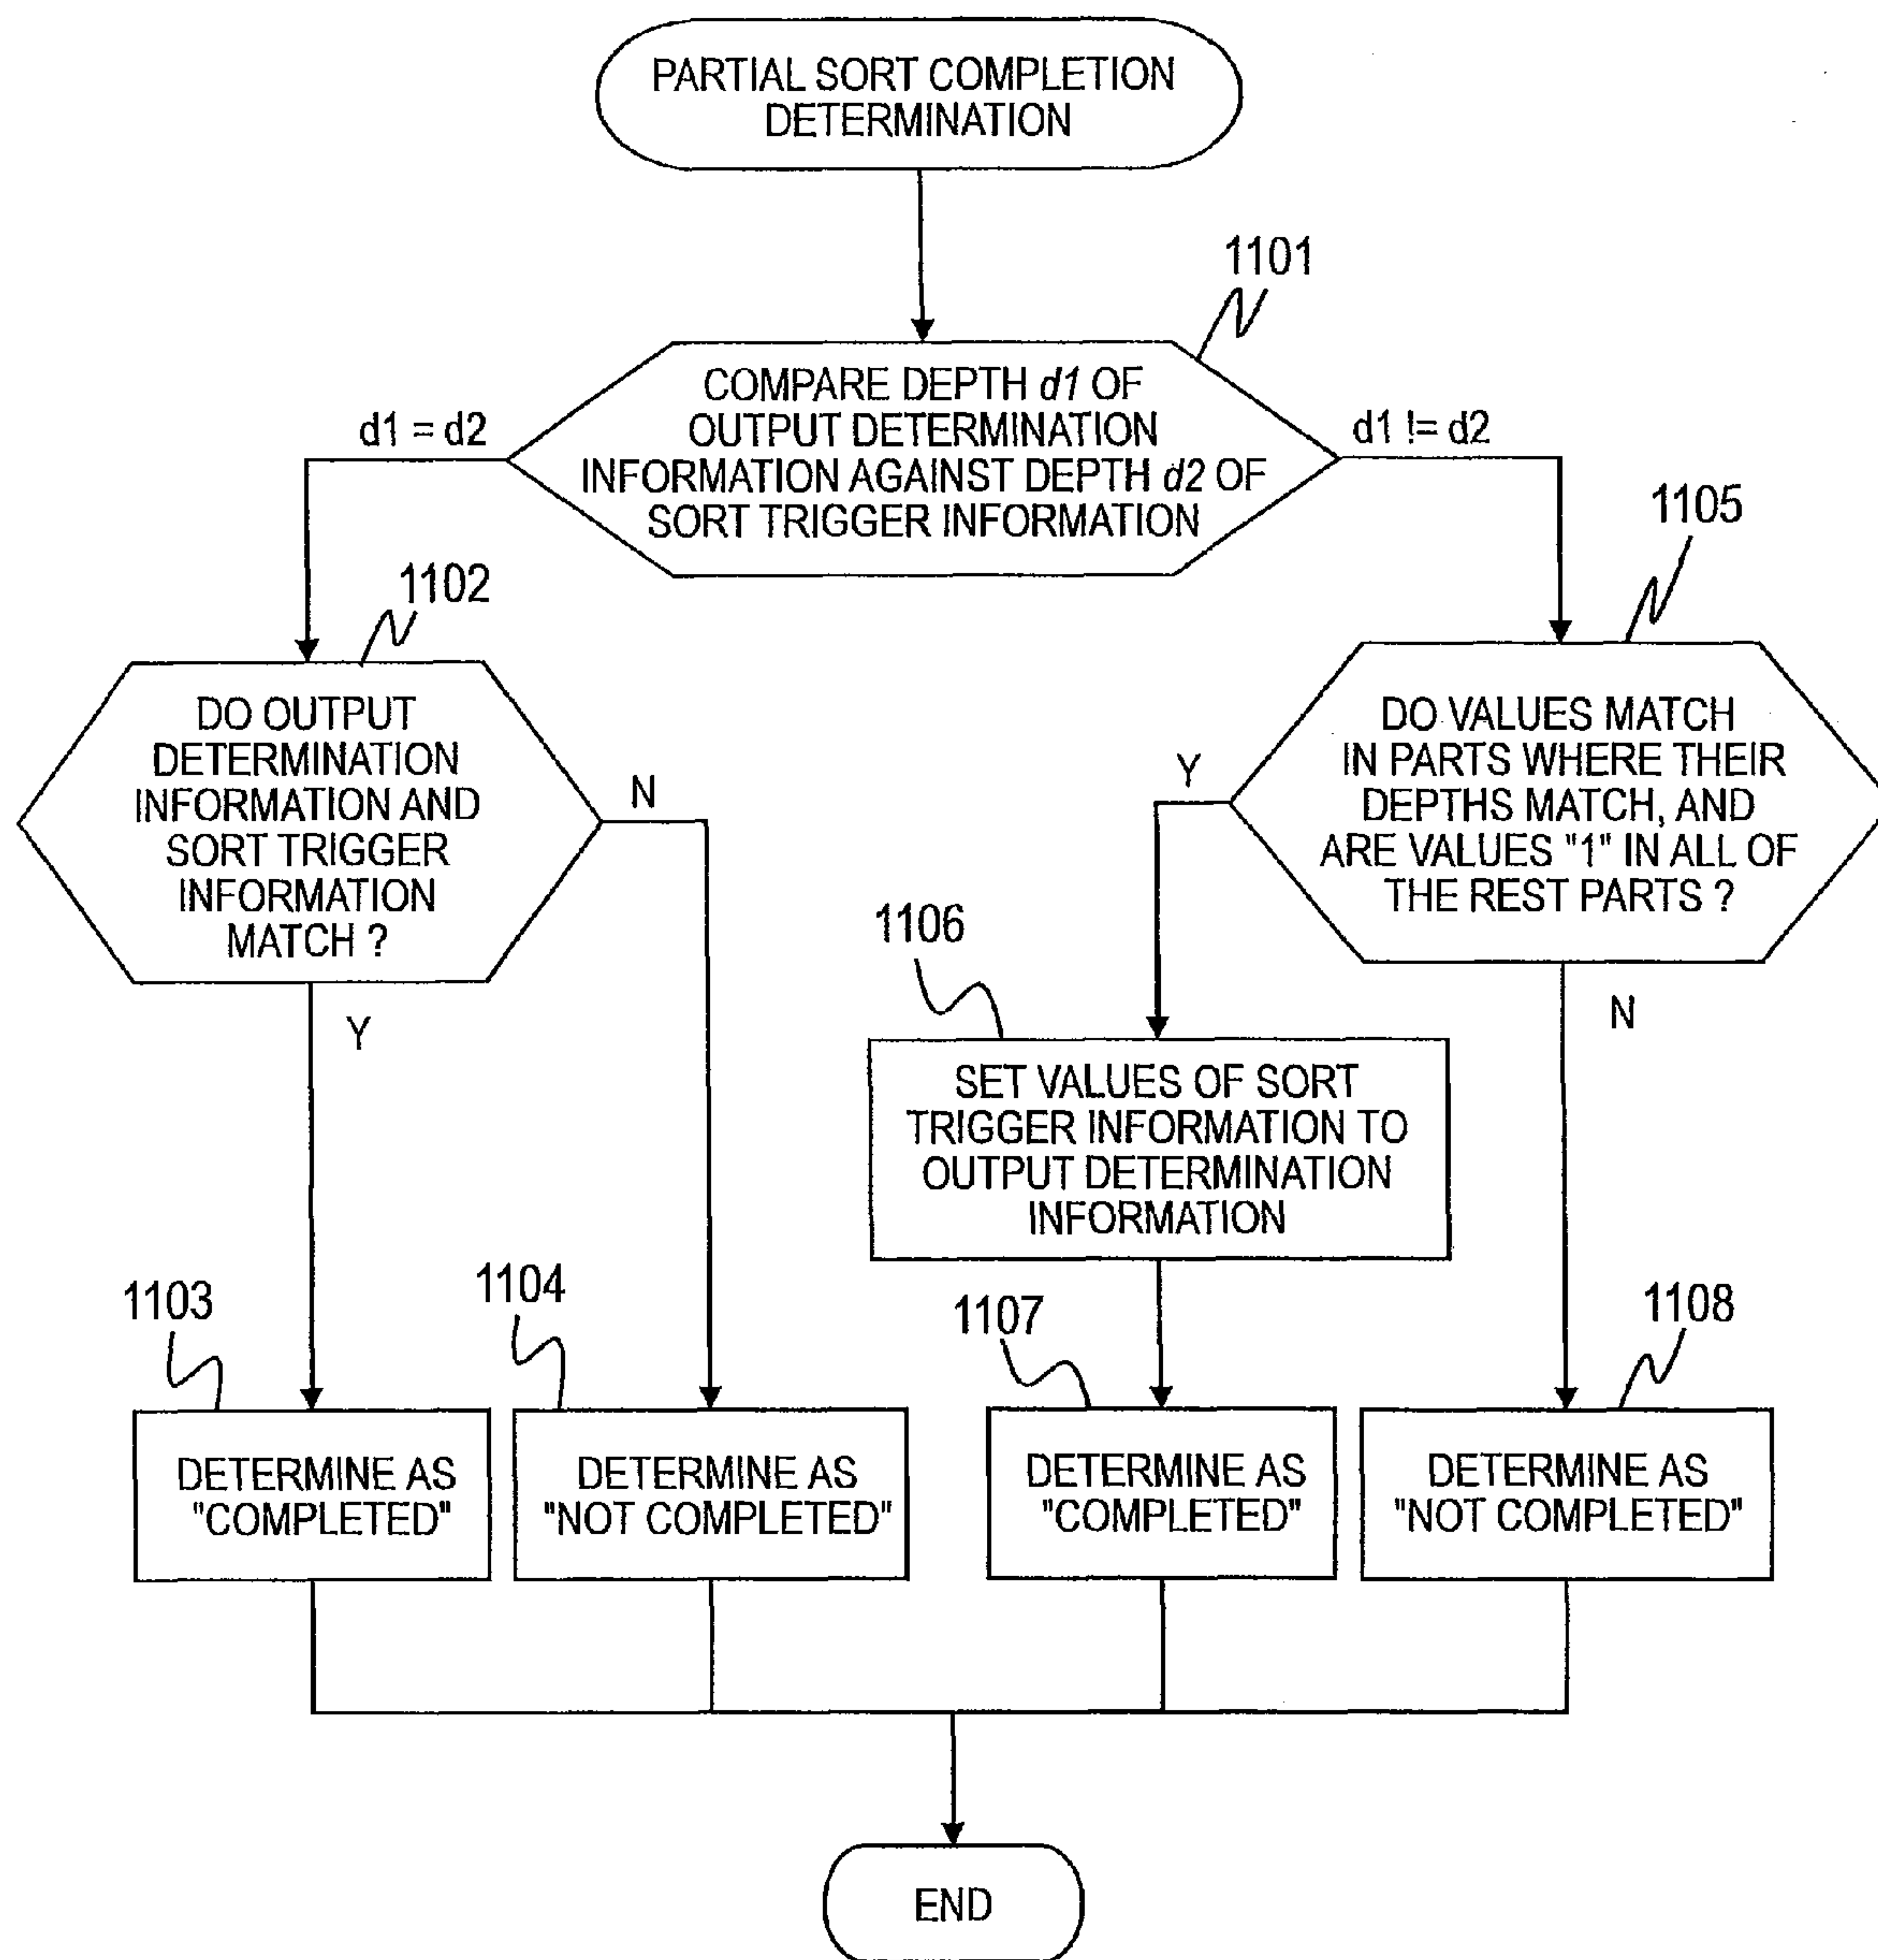 PARTIAL SORT COMPLETION
DETERMINATION
1101
COMPARE DEPTH d1 OF
OUTPUT DETERMINATION
INFORMATION AGAINST DEPTH d2 OF
SORT TRIGGER INFORMATION
d1 = d2
d1 != d2
1102
DO OUTPUT
DETERMINATION
INFORMATION AND
SORT TRIGGER
INFORMATION
MATCH ?
N
Y
1105
DO VALUES MATCH
IN PARTS WHERE THEIR
DEPTHS MATCH, AND
ARE VALUES "1" IN ALL OF
THE REST PARTS ?
Y
N
1106
SET VALUES OF SORT
TRIGGER INFORMATION TO
OUTPUT DETERMINATION
INFORMATION
1103
DETERMINE AS
"COMPLETED"
1104
DETERMINE AS
"NOT COMPLETED"
1107
DETERMINE AS
"COMPLETED"
1108
DETERMINE AS
"NOT COMPLETED"
END